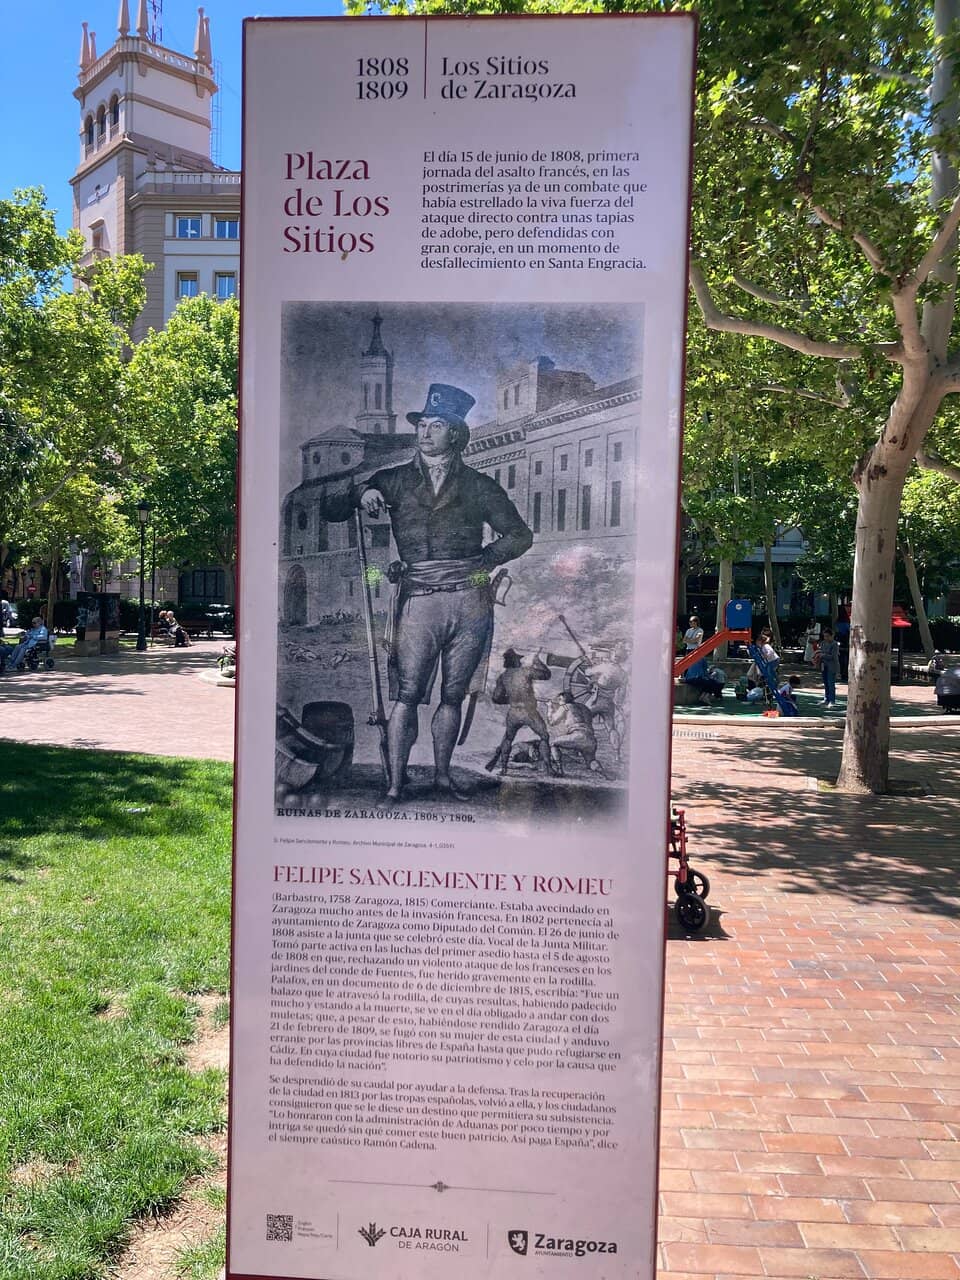 1808
1809
Los Sitios
de Zaragoza
Plaza
de Los
Sitios
El día 15 de junio de 1808, primera
jornada del asalto francés, en las
postrimerías ya de un combate que
había estrellado la viva fuerza del
ataque directo contra unas tapias
de adobe, pero defendidas con
gran coraje, en un momento de
desfallecimiento en Santa Engracia.
C
RUINAS DE ZARAGOZA. 1808 y 1809.
D. Felipe Sanclemente y Romeu. Archivo Municipal de Zaragoza.
FELIPE SANCLEMENTE Y ROMEU
(Barbastro, 1758-Zaragoza, 1815) Comerciante. Estaba avecindado en
Zaragoza mucho antes de la invasión francesa. En 1802 pertenecía al
ayuntamiento de Zaragoza como Diputado del Común. El 26 de junio de
1808 asiste a la junta que se celebró este día. Vocal de la Junta Militar.
Tomó parte activa en las luchas del primer asedio hasta el 5 de agosto
de 1808 en que, rechazando un violento ataque de los franceses en los
jardines del conde de Fuentes, fue herido gravemente en la rodilla.
Palafox, en un documento de 6 de diciembre de 1815, escribía: “Fue un
balazo que le atravesó la rodilla, de cuyas resultas, habiendo padecido
mucho y estando a la muerte, se ve en el día obligado a andar con dos
muletas; que, a pesar de esto, habiéndose rendido Zaragoza el día
21 de febrero de 1809, se fugó con su mujer de esta ciudad y anduvo
errante por las provincias libres de España hasta que pudo refugiarse en
Cádiz. En cuya ciudad fue notorio su patriotismo y celo por la causa que
ha defendido la nación”.
Se desprendió de su caudal por ayudar a la defensa. Tras la recuperación
de la ciudad en 1813 por las tropas españolas, volvió a ella, y los ciudadanos
consiguieron que se le diese un destino que permitiera su subsistencia.
“Lo honraron con la administración de Aduanas por poco tiempo y por
intriga se quedó sin qué comer este buen patricio. Así paga España”, dice
el siempre caústico Ramón Cadena.
English
Français
CAJA RURAL
DE ARAGÓN
Zaragoza
AYUNTAMIENTO